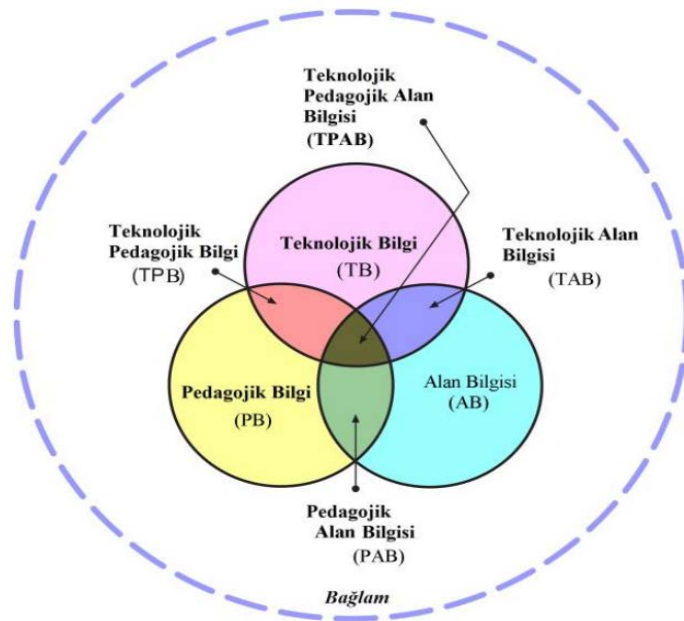 Teknolojik
Pedagojik Alan
Bilgisi
(TPAB)
Teknolojik
Pedagojik Bilgi
(TPB)
Teknolojik Bilgi
(TB)
Teknolojik Alan
Bilgisi
(TAB)
Pedagojik Bilgi
(PB)
Alan Bilgisi
(AB)
Pedagojik
Alan Bilgisi
(PAB)
Bağlam